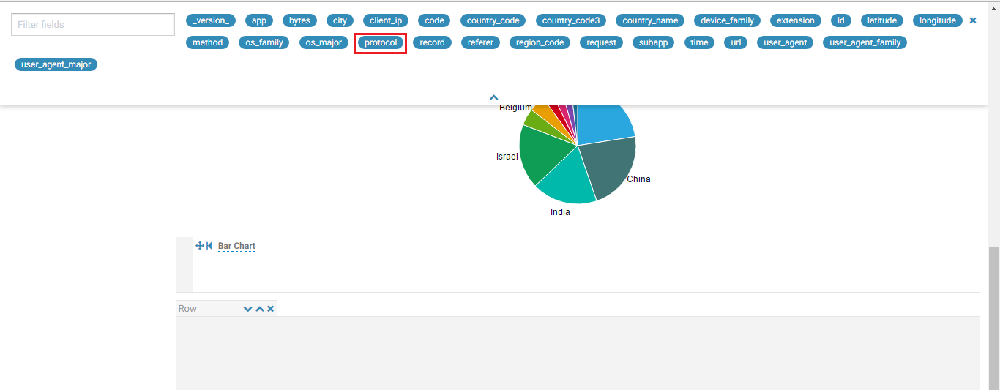 Filter fields
_version_ app bytes city client_ip code country_code country_code3 country_name device_family extension id latitude longitude
method os_family os_major protocol record referer region_code request subapp time url user_agent user_agent_family
user_agent_major
Belgium
Israel
China
India
Bar Chart
Row